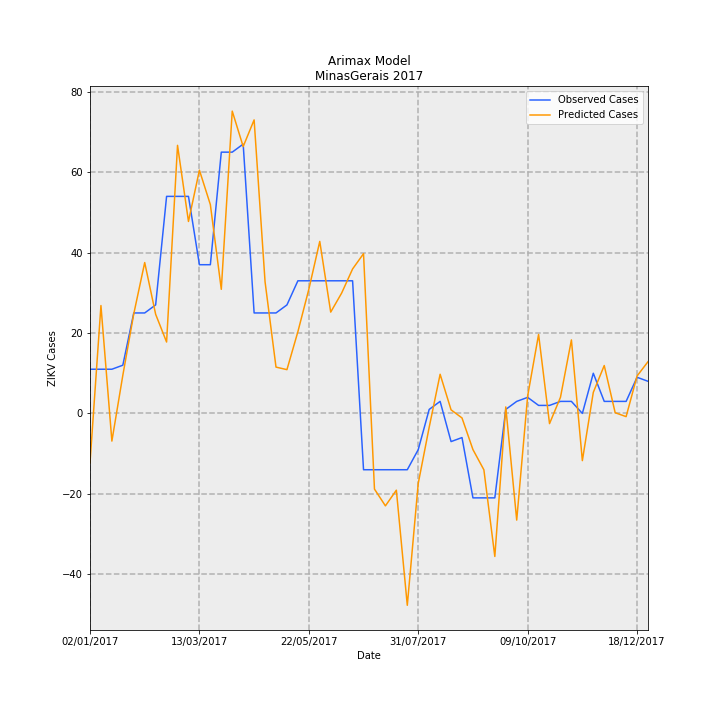 Arimax Model
MinasGerais 2017
Observed Cases
Predicted Cases
ZIKV Cases
80
60
40
20
0
−20
−40
02/01/2017 13/03/2017 22/05/2017 31/07/2017 09/10/2017 18/12/2017
Date